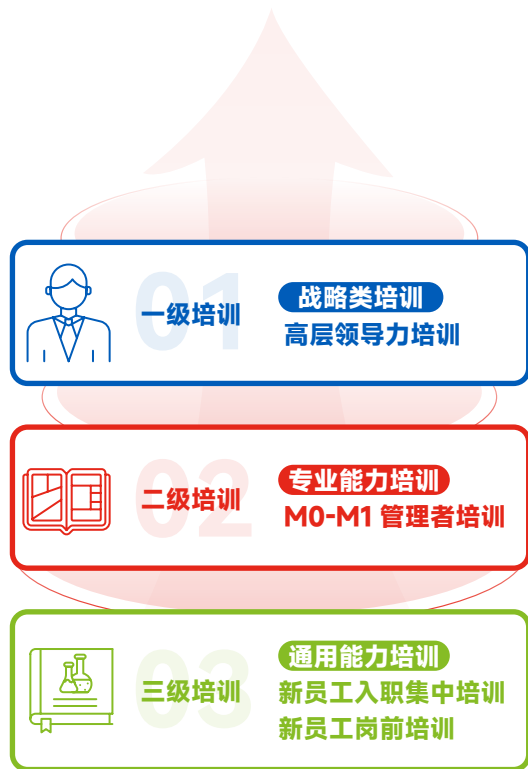 01
一级培训
战略类培训
高层领导力培训
02
二级培训
专业能力培训
M0-M1 管理者培训
03
三级培训
通用能力培训
新员工入职集中培训
新员工岗前培训